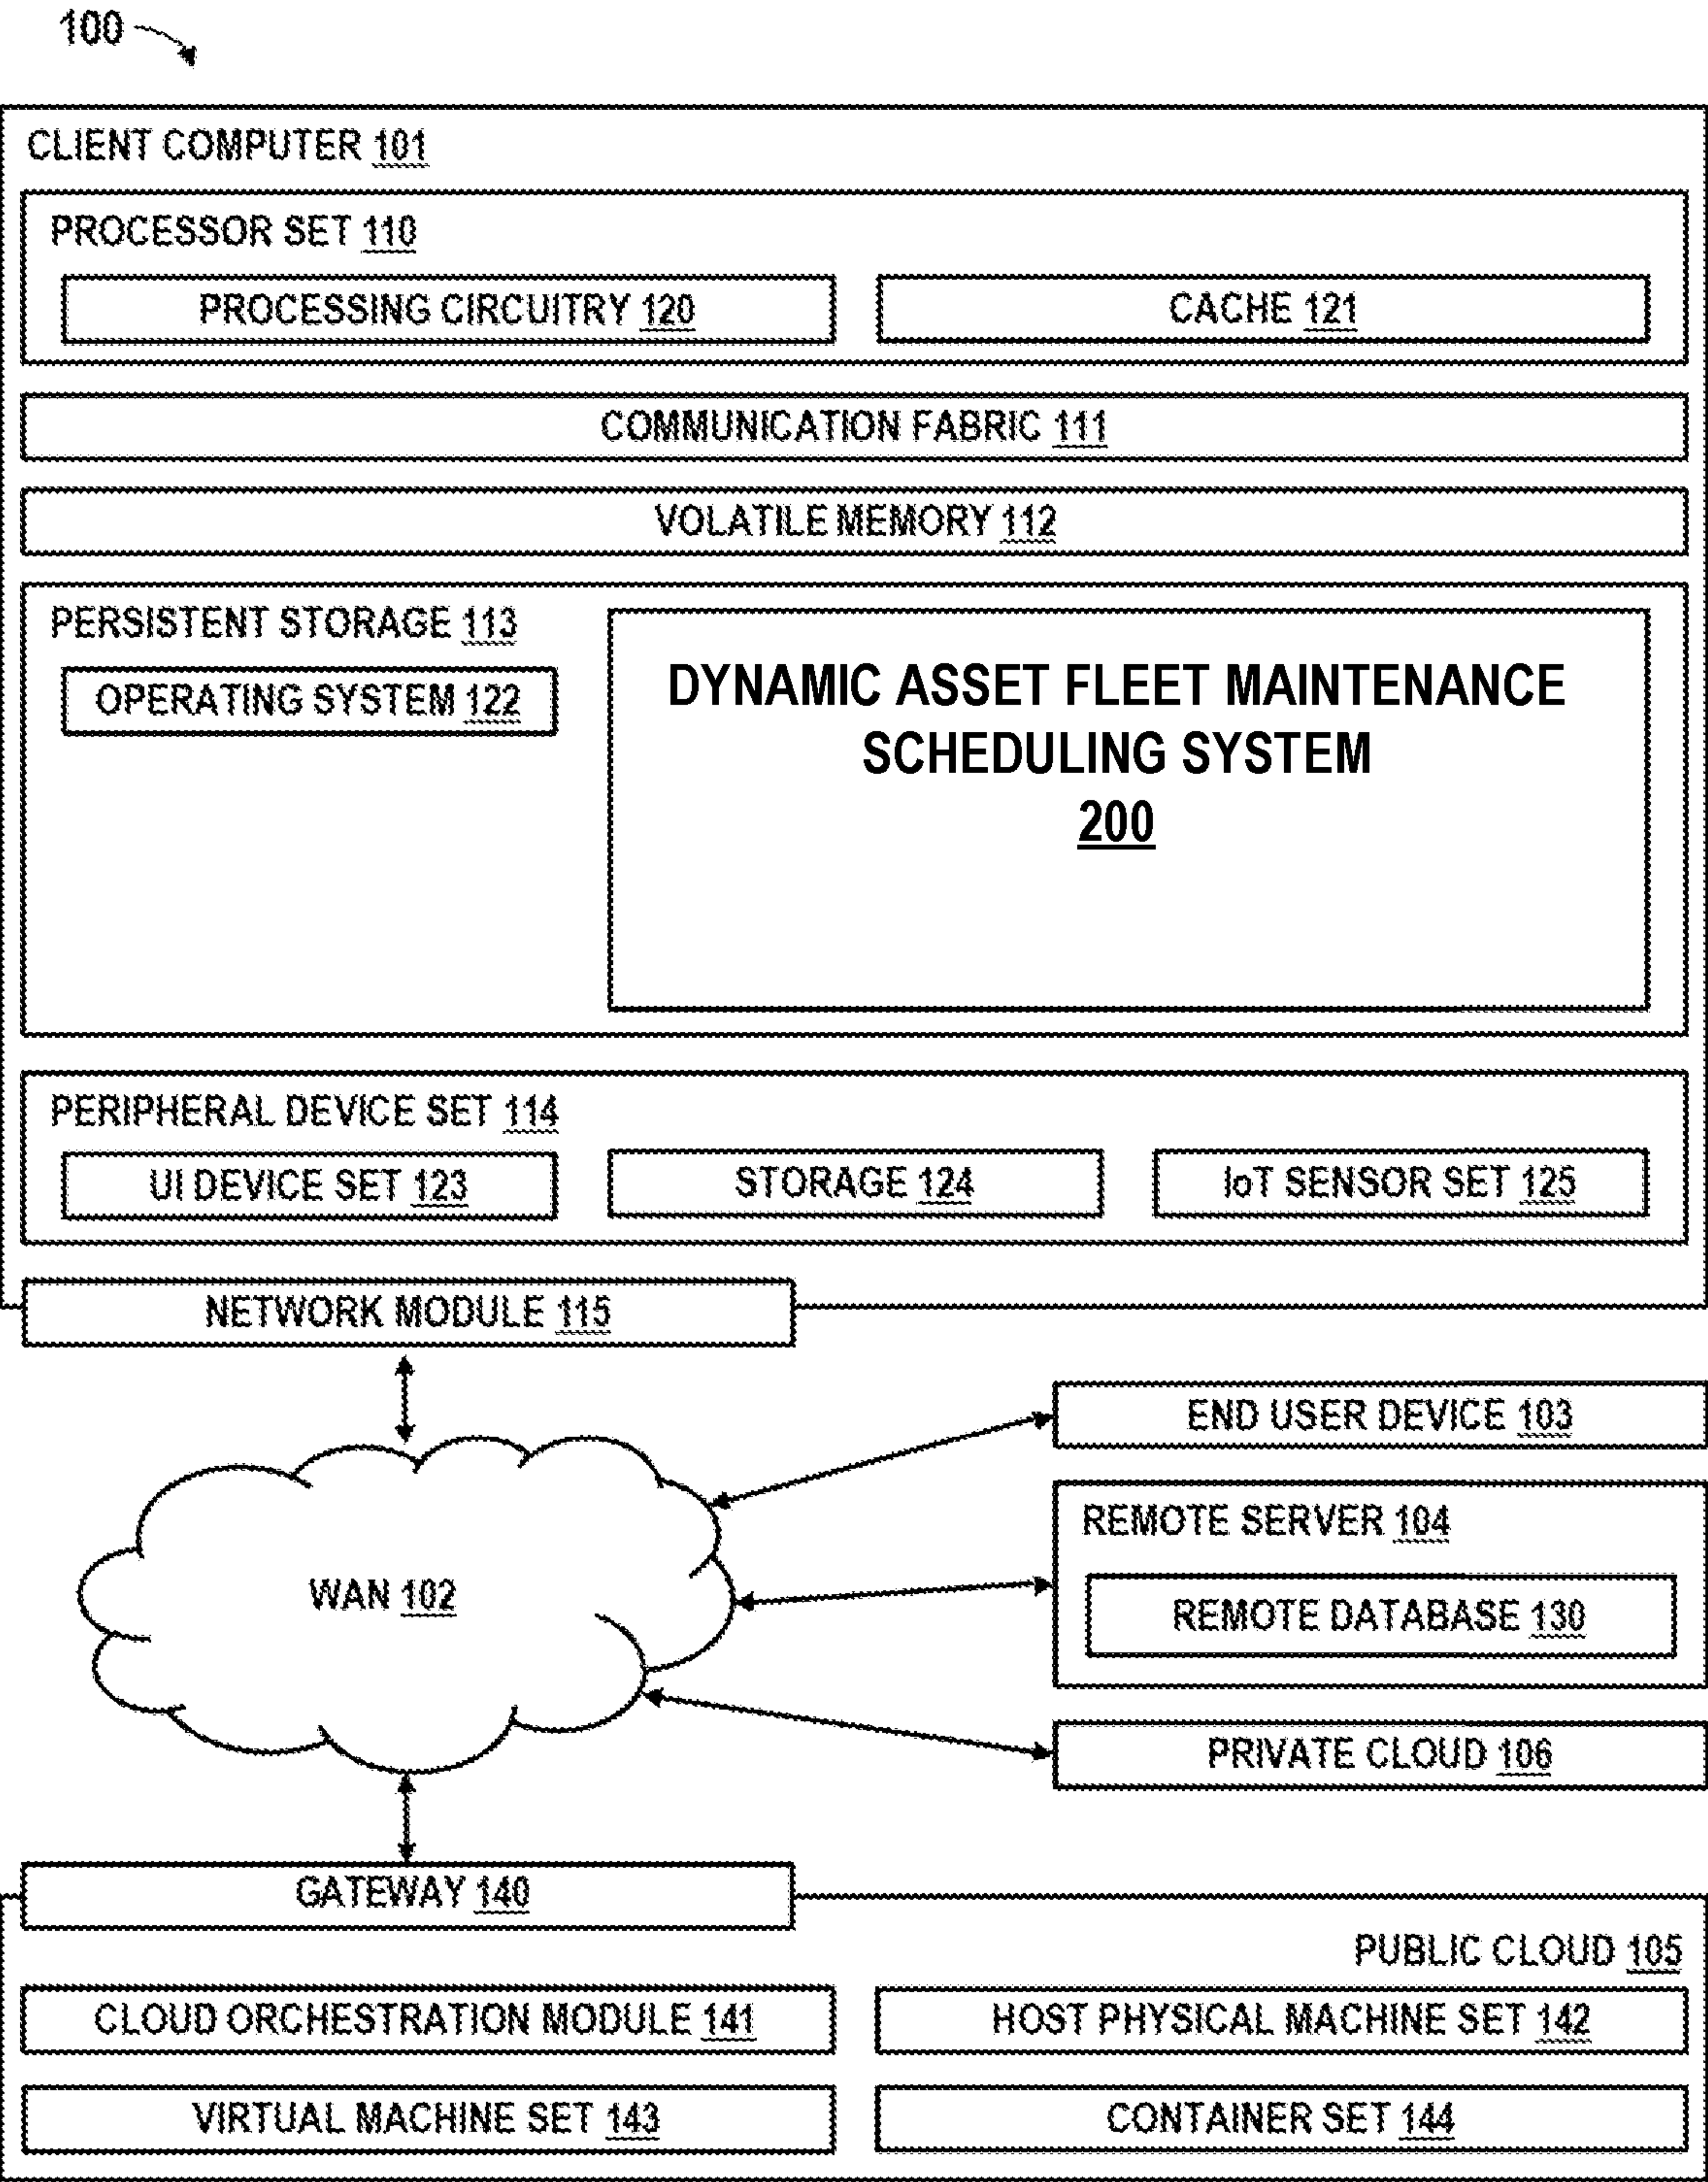 100
CLIENT COMPUTER 101
PROCESSOR SET 110
PROCESSING CIRCUITRY 120
CACHE 121
COMMUNICATION FABRIC 111
VOLATILE MEMORY 112
PERSISTENT STORAGE 113
OPERATING SYSTEM 122
DYNAMIC ASSET FLEET MAINTENANCE
SCHEDULING SYSTEM
200
PERIPHERAL DEVICE SET 114
UI DEVICE SET 123
STORAGE 124
IoT SENSOR SET 125
NETWORK MODULE 115
END USER DEVICE 103
REMOTE SERVER 104
WAN 102
REMOTE DATABASE 130
PRIVATE CLOUD 106
GATEWAY 140
PUBLIC CLOUD 105
CLOUD ORCHESTRATION MODULE 141
HOST PHYSICAL MACHINE SET 142
VIRTUAL MACHINE SET 143
CONTAINER SET 144